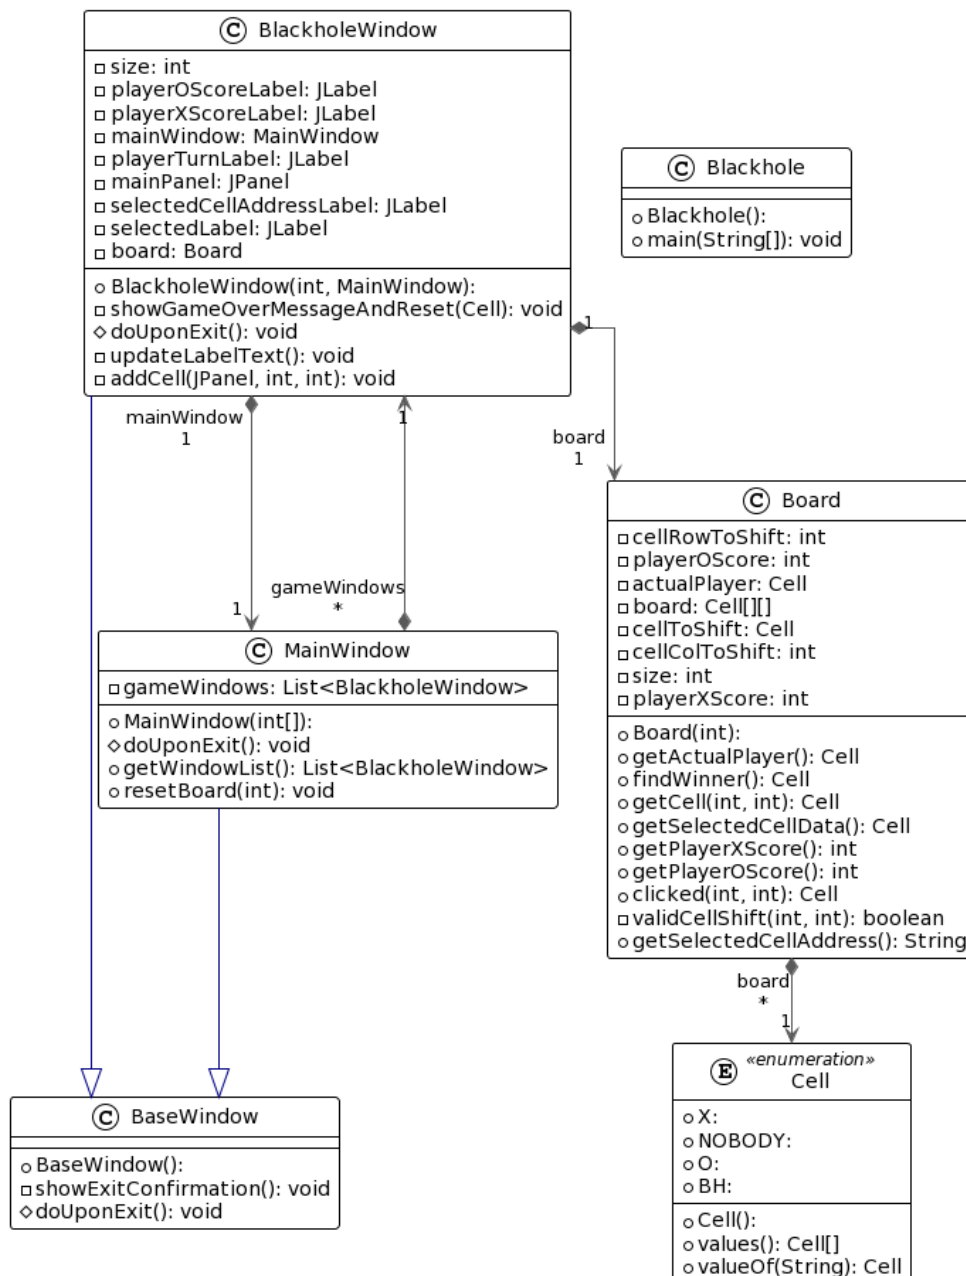 C BlackholeWindow
size: int
playerOScoreLabel: JLabel
playerXScoreLabel: JLabel
mainWindow: MainWindow
playerTurnLabel: JLabel
mainPanel: JPanel
selectedCellAddressLabel: JLabel
selectedLabel: JLabel
board: Board
BlackholeWindow(int, MainWindow):
showGameOverMessageAndReset(Cell): void
doUponExit(): void
updateLabelText(): void
addCell(JPanel, int, int): void
C Blackhole
Blackhole():
main(String[]): void
1
mainWindow
1
1
board
1
gameWindows
*
1
C MainWindow
gameWindows: List<BlackholeWindow>
MainWindow(int[]):
doUponExit(): void
getWindowList(): List<BlackholeWindow>
resetBoard(int): void
C Board
cellRowToShift: int
playerOScore: int
actualPlayer: Cell
board: Cell[][]
cellToShift: Cell
cellColToShift: int
size: int
playerXScore: int
Board(int):
getActualPlayer(): Cell
findWinner(): Cell
getCell(int, int): Cell
getSelectedCellData(): Cell
getPlayerXScore(): int
getPlayerOScore(): int
clicked(int, int): Cell
validCellShift(int, int): boolean
getSelectedCellAddress(): String
board
*
1
C BaseWindow
BaseWindow():
showExitConfirmation(): void
doUponExit(): void
E «enumeration»
Cell
X:
NOBODY:
O:
BH:
Cell():
values(): Cell[]
valueOf(String): Cell